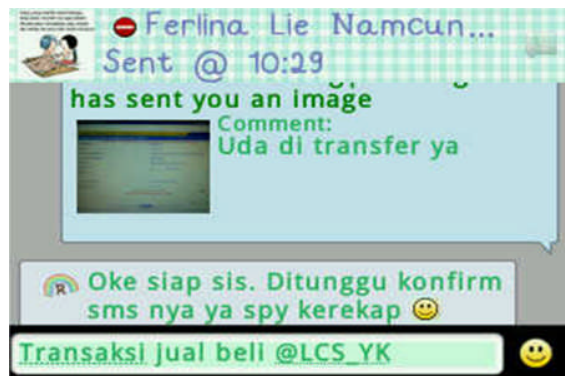 Ferlina Lie Namcun...
Sent @ 10:29
has sent you an image
Comment:
Uda di transfer ya
R Oke siap sis. Ditunggu konfirm
sms nya ya spy kerekap
Transaksi jual beli @LCS_YK